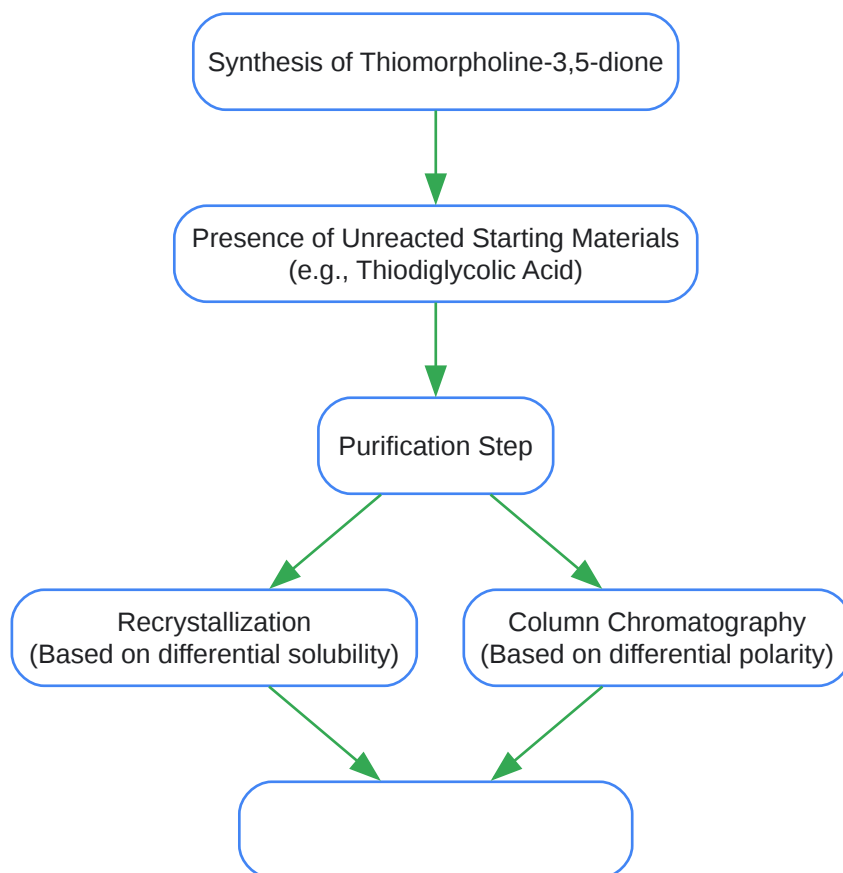 Synthesis of Thiomorpholine-3,5-dione
Presence of Unreacted Starting Materials
(e.g., Thiodiglycolic Acid)
Purification Step
Recrystallization
(Based on differential solubility)
Column Chromatography
(Based on differential polarity)